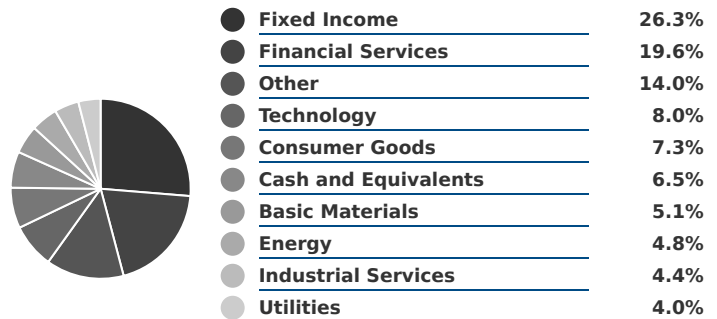 Fixed Income 26.3%
Financial Services 19.6%
Other 14.0%
Technology 8.0%
Consumer Goods 7.3%
Cash and Equivalents 6.5%
Basic Materials 5.1%
Energy 4.8%
Industrial Services 4.4%
Utilities 4.0%